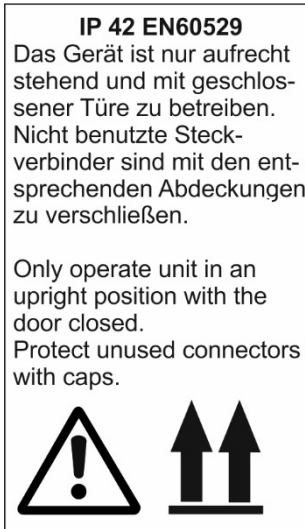 IP 42 EN60529
Das Gerät ist nur aufrecht
stehend und mit geschlos-
sener Türe zu betreiben.
Nicht benutzte Steck-
verbinder sind mit den ent-
sprechenden Abdeckungen
zu verschließen.
Only operate unit in an
upright position with the
door closed.
Protect unused connectors
with caps.